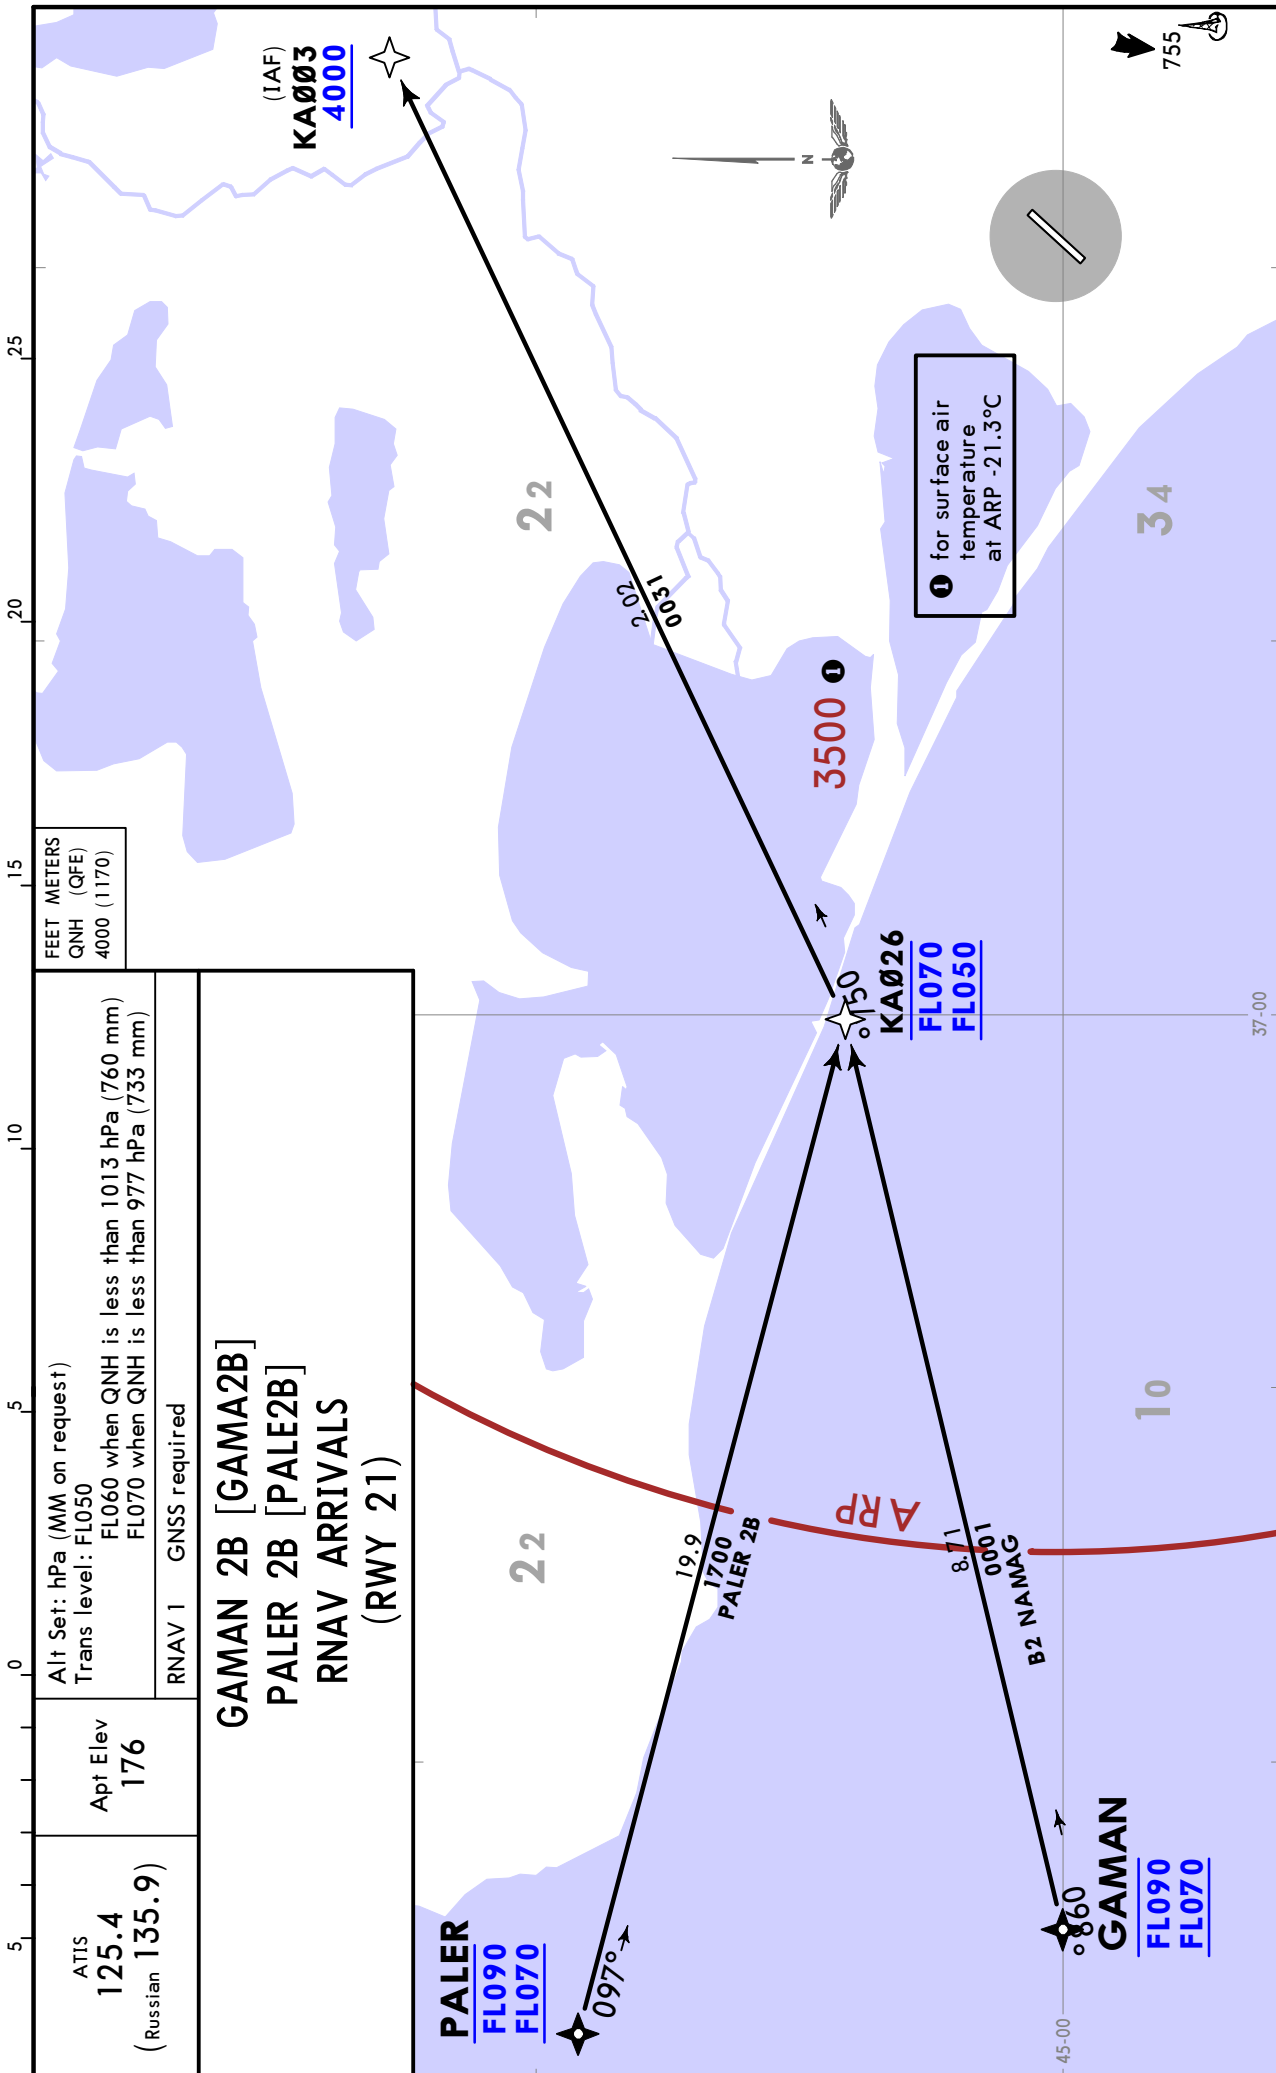 ATIS
125.4
(Russian 135.9)
Apt Elev
176
Alt Set: hPa (MM on request)
Trans level: FL050
FL060 when QNH is less than 1013 hPa (760 mm)
FL070 when QNH is less than 977 hPa (733 mm)
RNAV 1 GNSS required
GAMAN 2B [GAMA2B]
PALER 2B [PALE2B]
RNAV ARRIVALS
(RWY 21)
FEET METERS
QNH (QFE)
4000 (1170)
5 0 5 10 15 20 25
(IAF)
KAØØ3
4000
N
755
22
2.02
0031
3500 1
1 for surface air
temperature
at ARP -21.3°C
34
°150
KAØ26
FL070
FL050
37-00
22
19.9
1700
PALER 2B
ARP
8.71
0001
B2 NAMAG
10
PALER
FL090
FL070
097°
°860
GAMAN
FL090
FL070
45-00